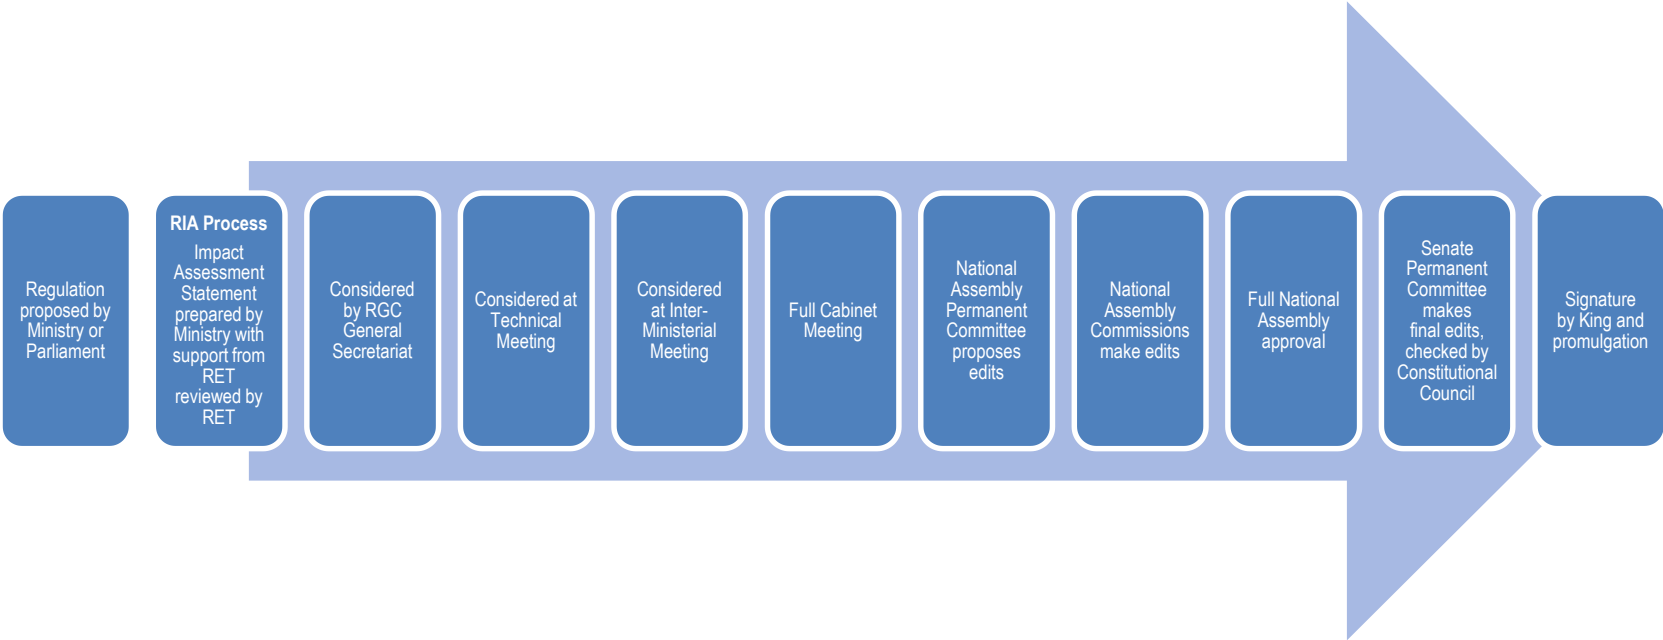 Regulation
proposed by
Ministry or
Parliament
RIA Process
Impact
Assessment
Statement
prepared by
Ministry with
support from
RET
reviewed by
RET
Considered
by RGC
General
Secretariat
Considered at
Technical
Meeting
Considered
at Inter-
Ministerial
Meeting
Full Cabinet
Meeting
National
Assembly
Permanent
Committee
proposes
edits
National
Assembly
Commissions
make edits
Full National
Assembly
approval
Senate
Permanent
Committee
makes
final edits,
checked by
Constitutional
Council
Signature
by King and
promulgation